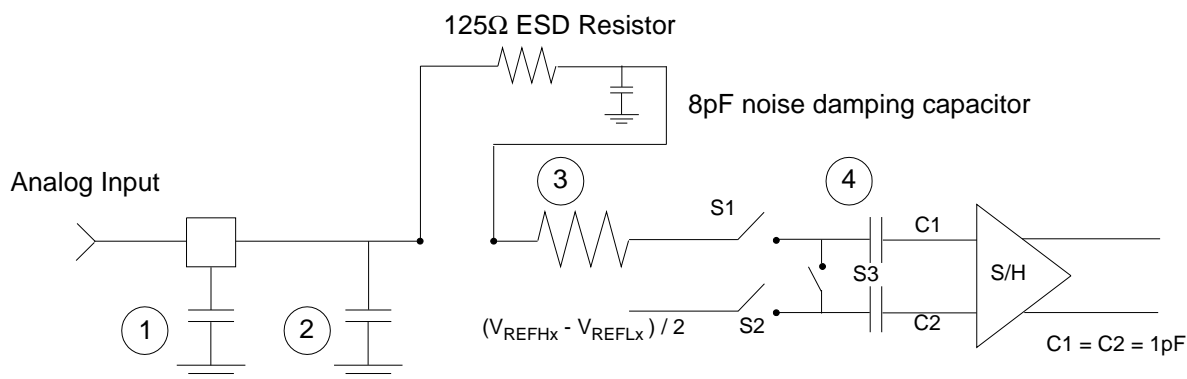 125Ω ESD Resistor
8pF noise damping capacitor
Analog Input
3
4
S1
C1
S3
S/H
1
2
(VREFHx - VREFLx) / 2
S2
C2
C1 = C2 = 1pF